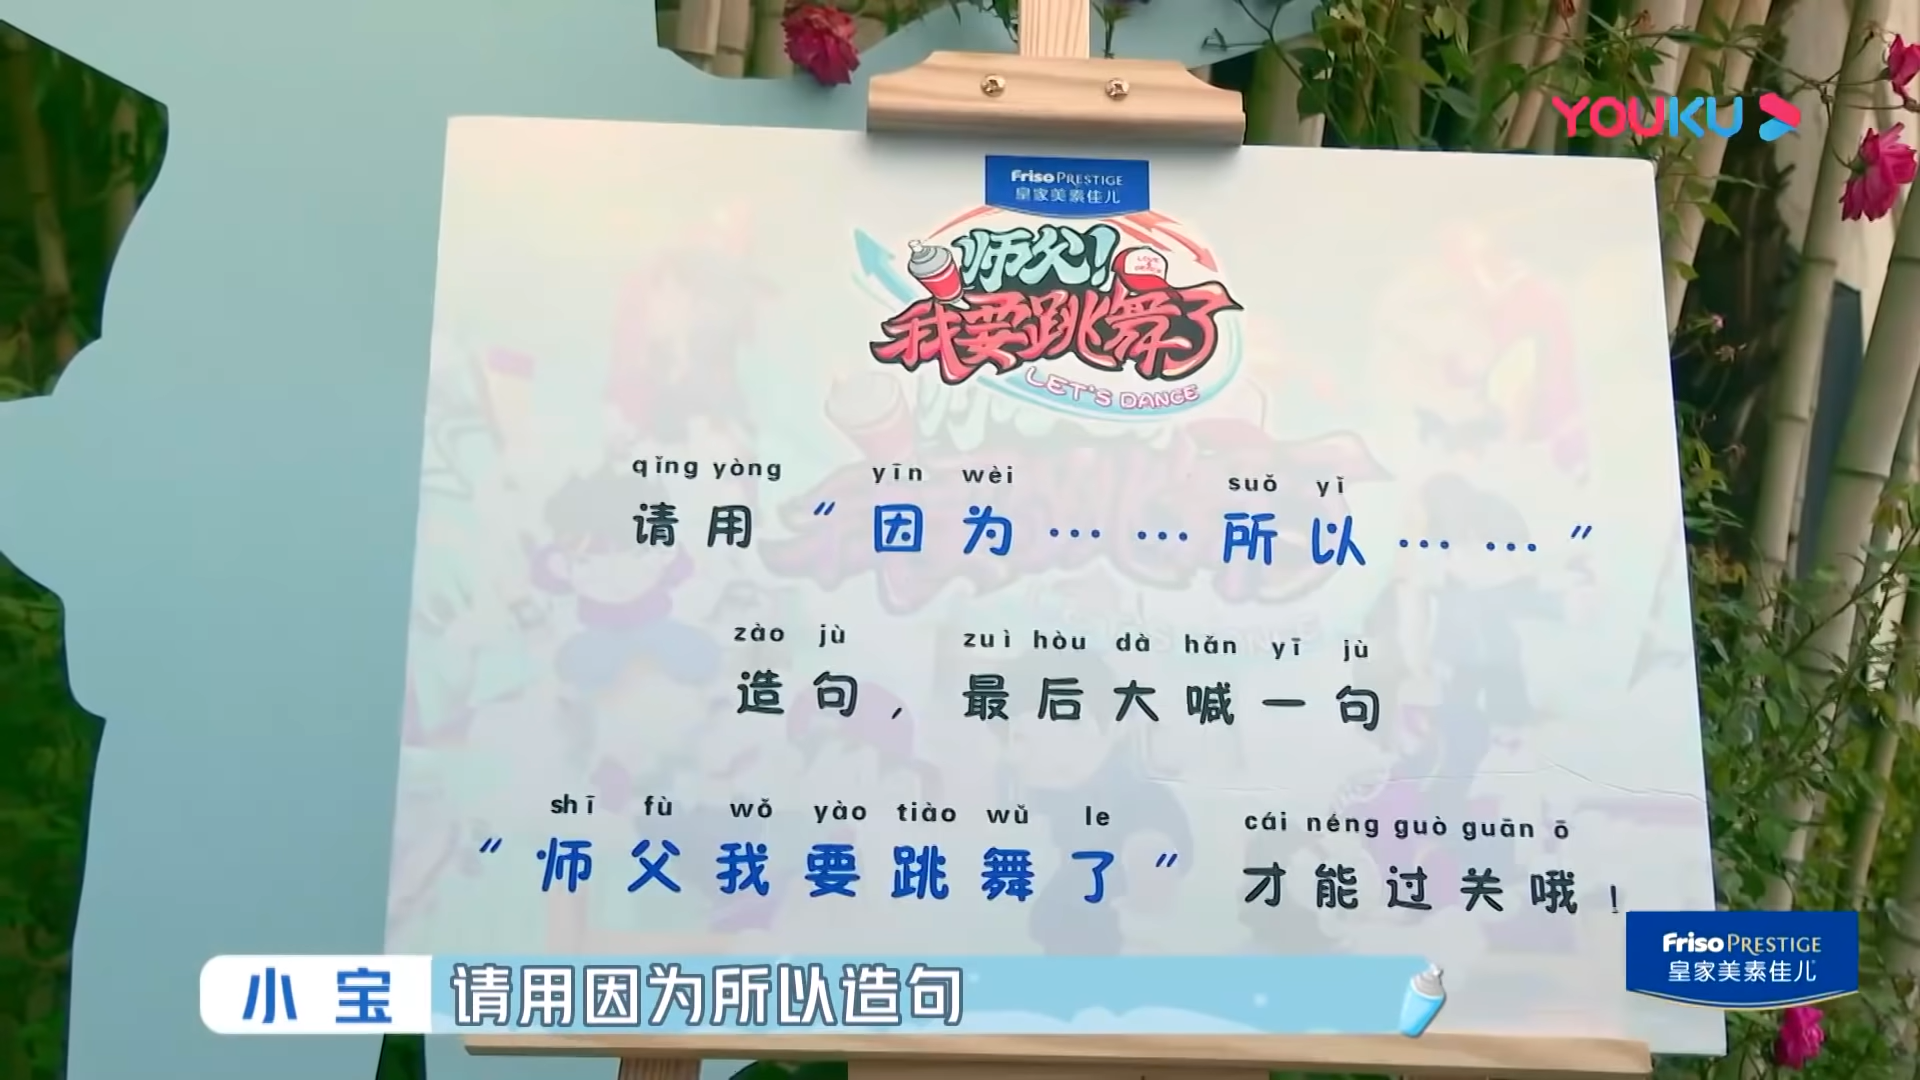 YOUKU
Friso PRESTIGE
皇家美素佳儿
师父!
LOVE
DANCE
我要跳舞了
LET'S DANCE
qǐng yòng yīn wèi suǒ yǐ
请用“因为……所以……”
zào jù zuì hòu dà hǎn yī jù
造句,最后大喊一句
shī fù wǒ yào tiào wǔ le cái néng guò guān ō
“师父我要跳舞了”才能过关哦!
小宝 请用因为所以造句
Friso PRESTIGE
皇家美素佳儿